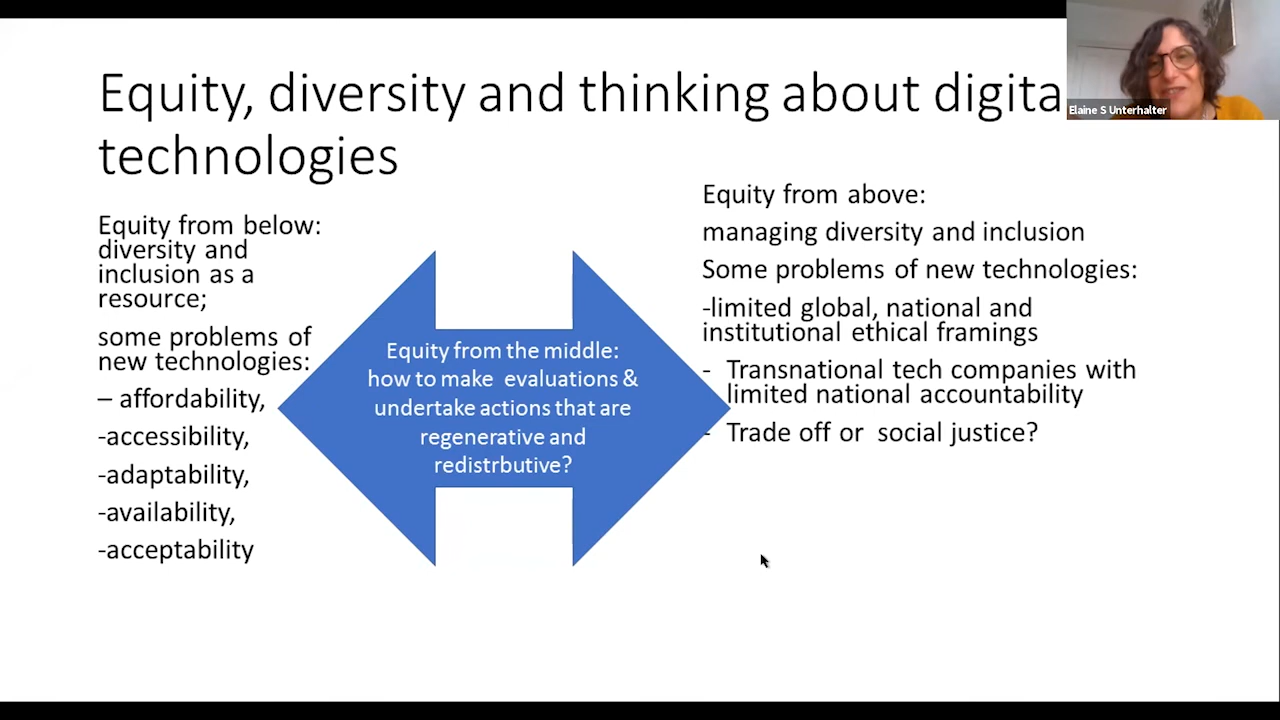 Equity, diversity and thinking about digita
technologies
Elaine S Unterhalter
Equity from below:
diversity and
inclusion as a
resource;
some problems of
new technologies:
– affordability,
-accessibility,
-adaptability,
-availability,
-acceptability
Equity from the middle:
how to make evaluations &
undertake actions that are
regenerative and
redistrbutive?
Equity from above:
managing diversity and inclusion
Some problems of new technologies:
-limited global, national and
institutional ethical framings
- Transnational tech companies with
limited national accountability
- Trade off or social justice?